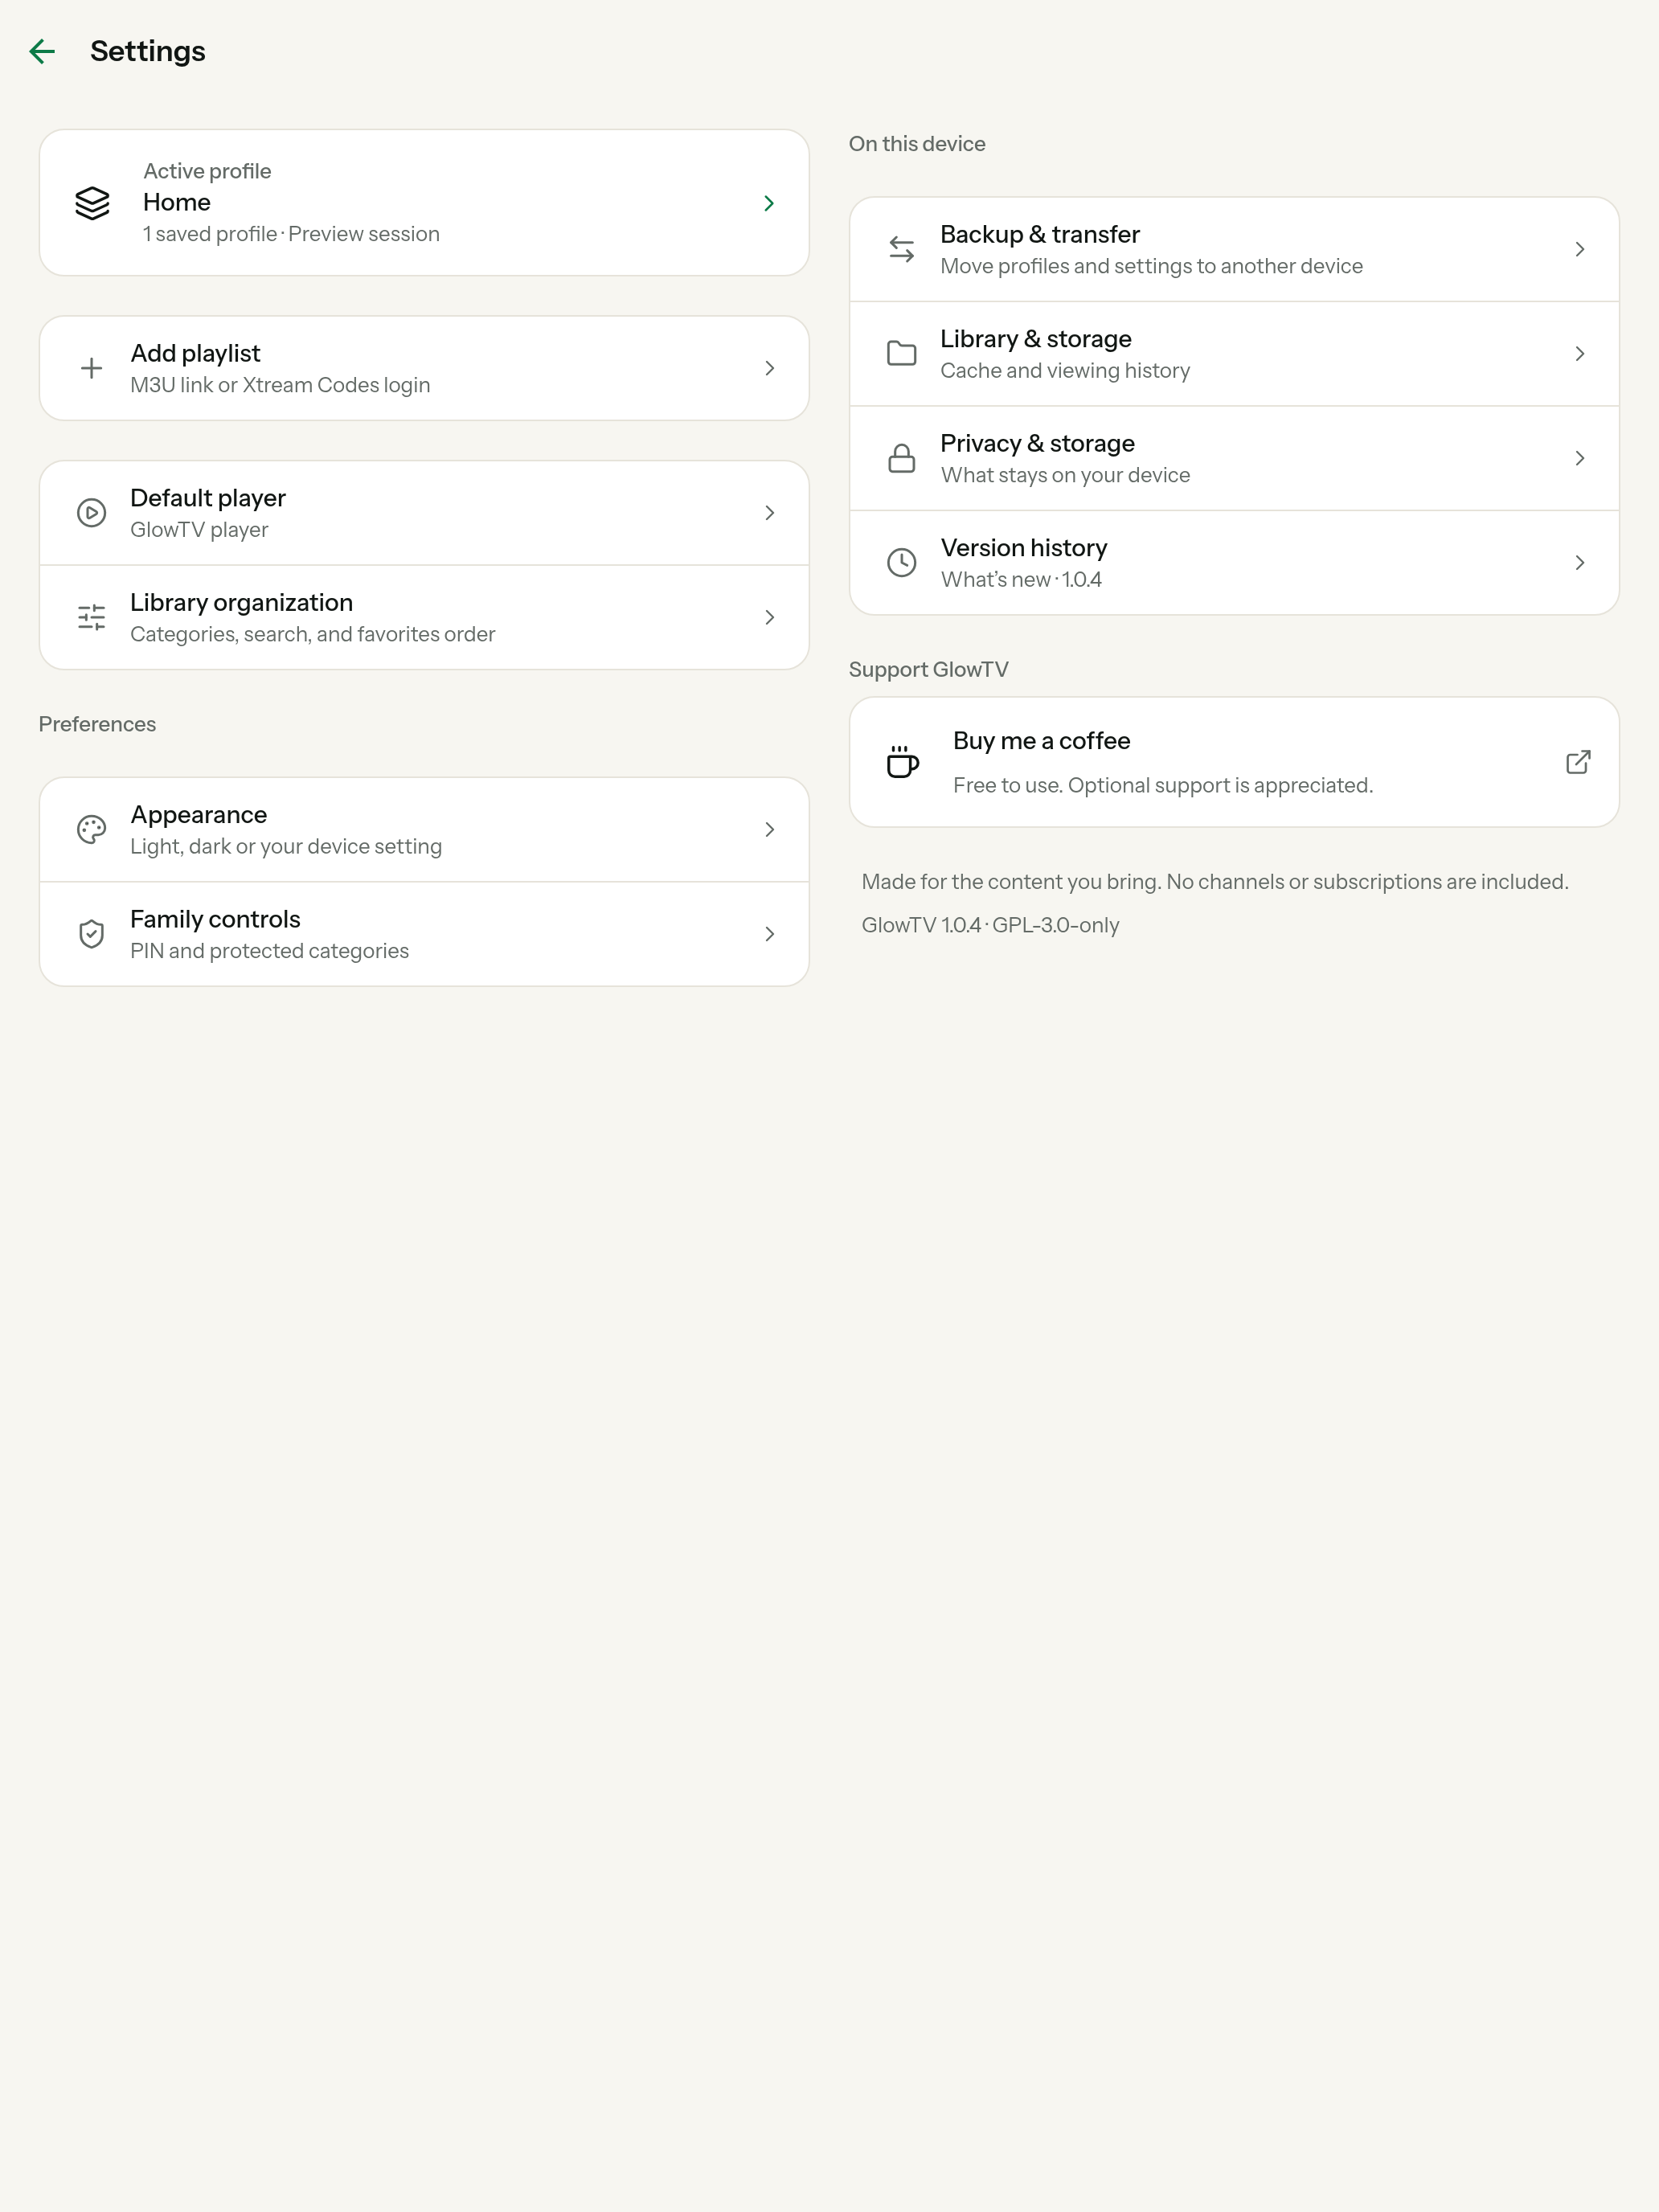 Settings
Active profile
Home
1 saved profile · Preview session
Add playlist
M3U link or Xtream Codes login
Default player
GlowTV player
Library organization
Categories, search, and favorites order
Preferences
Appearance
Light, dark or your device setting
Family controls
PIN and protected categories
On this device
Backup & transfer
Move profiles and settings to another device
Library & storage
Cache and viewing history
Privacy & storage
What stays on your device
Version history
What’s new · 1.0.4
Support GlowTV
Buy me a coffee
Free to use. Optional support is appreciated.
Made for the content you bring. No channels or subscriptions are included.
GlowTV 1.0.4 · GPL-3.0-only